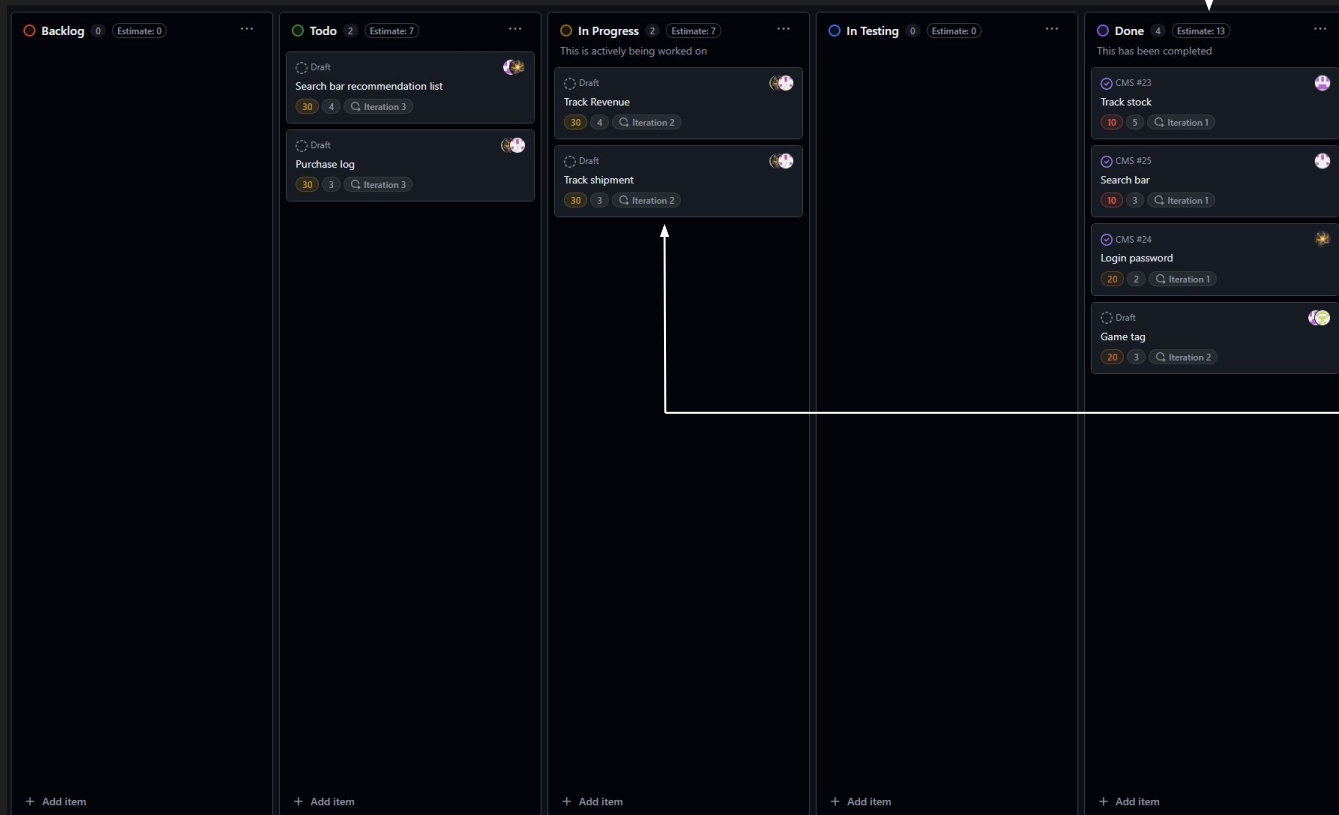 Backlog 0 Estimate: 0 ...
Todo 2 Estimate: 7 ...
Draft
Search bar recommendation list
30 4 Iteration 3
Draft
Purchase log
30 3 Iteration 3
In Progress 2 Estimate: 7 ...
This is actively being worked on
Draft
Track Revenue
30 4 Iteration 2
Draft
Track shipment
30 3 Iteration 2
In Testing 0 Estimate: 0 ...
Done 4 Estimate: 13 ...
This has been completed
CMS #23
Track stock
10 5 Iteration 1
CMS #25
Search bar
10 3 Iteration 1
CMS #24
Login password
20 2 Iteration 1
Draft
Game tag
20 3 Iteration 2
+ Add item
+ Add item
+ Add item
+ Add item
+ Add item